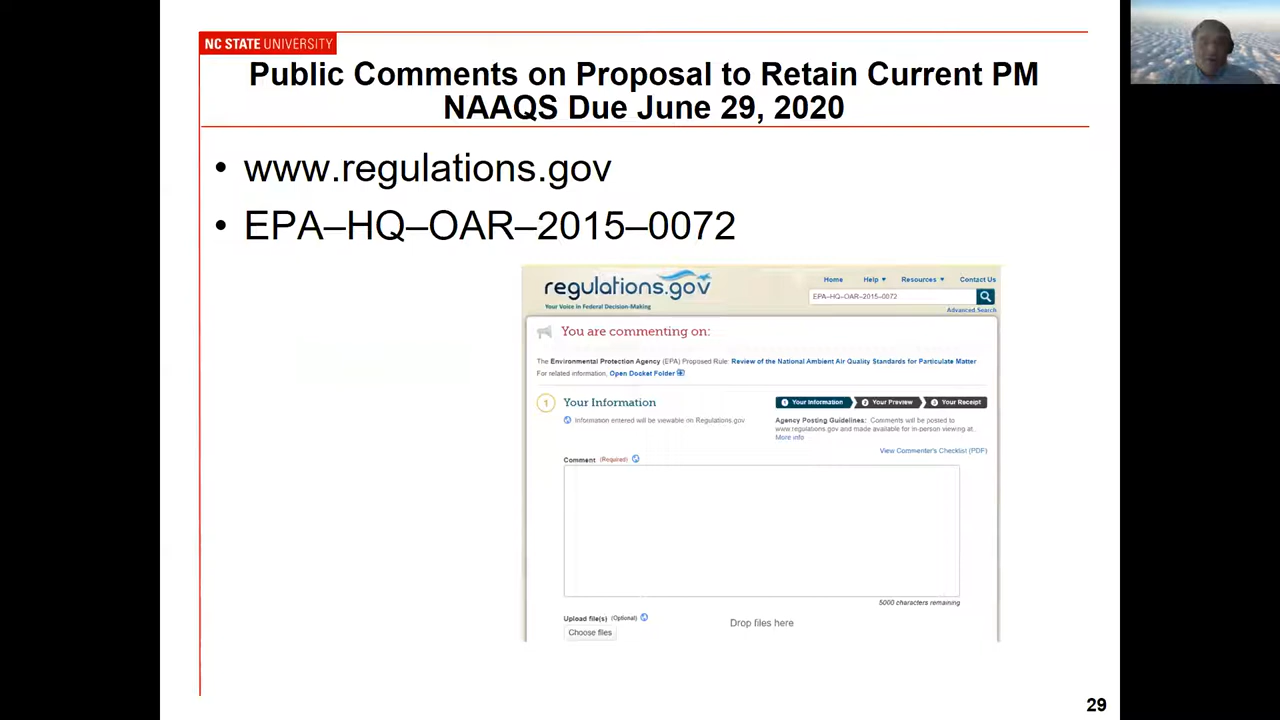 NC STATE UNIVERSITY
Public Comments on Proposal to Retain Current PM
NAAQS Due June 29, 2020
• www.regulations.gov
• EPA–HQ–OAR–2015–0072
regulations.gov
Your Voice in Federal Decision-Making
Home Help Resources Contact Us
EPA–HQ–OAR–2015–0072
Advanced Search
You are commenting on:
The Environmental Protection Agency (EPA) Proposed Rule: Review of the National Ambient Air Quality Standards for Particulate Matter
For related information, Open Docket Folder
1 Your Information
1 Your Information 2 Your Preview 3 Your Receipt
Information entered will be viewable on Regulations.gov
Agency Posting Guidelines: Comments will be posted to
www.regulations.gov and made available for in-person viewing at..
More info
View Commenter's Checklist (PDF)
Comment (Required)
5000 characters remaining
Upload file(s) (Optional)
Drop files here
Choose files
29